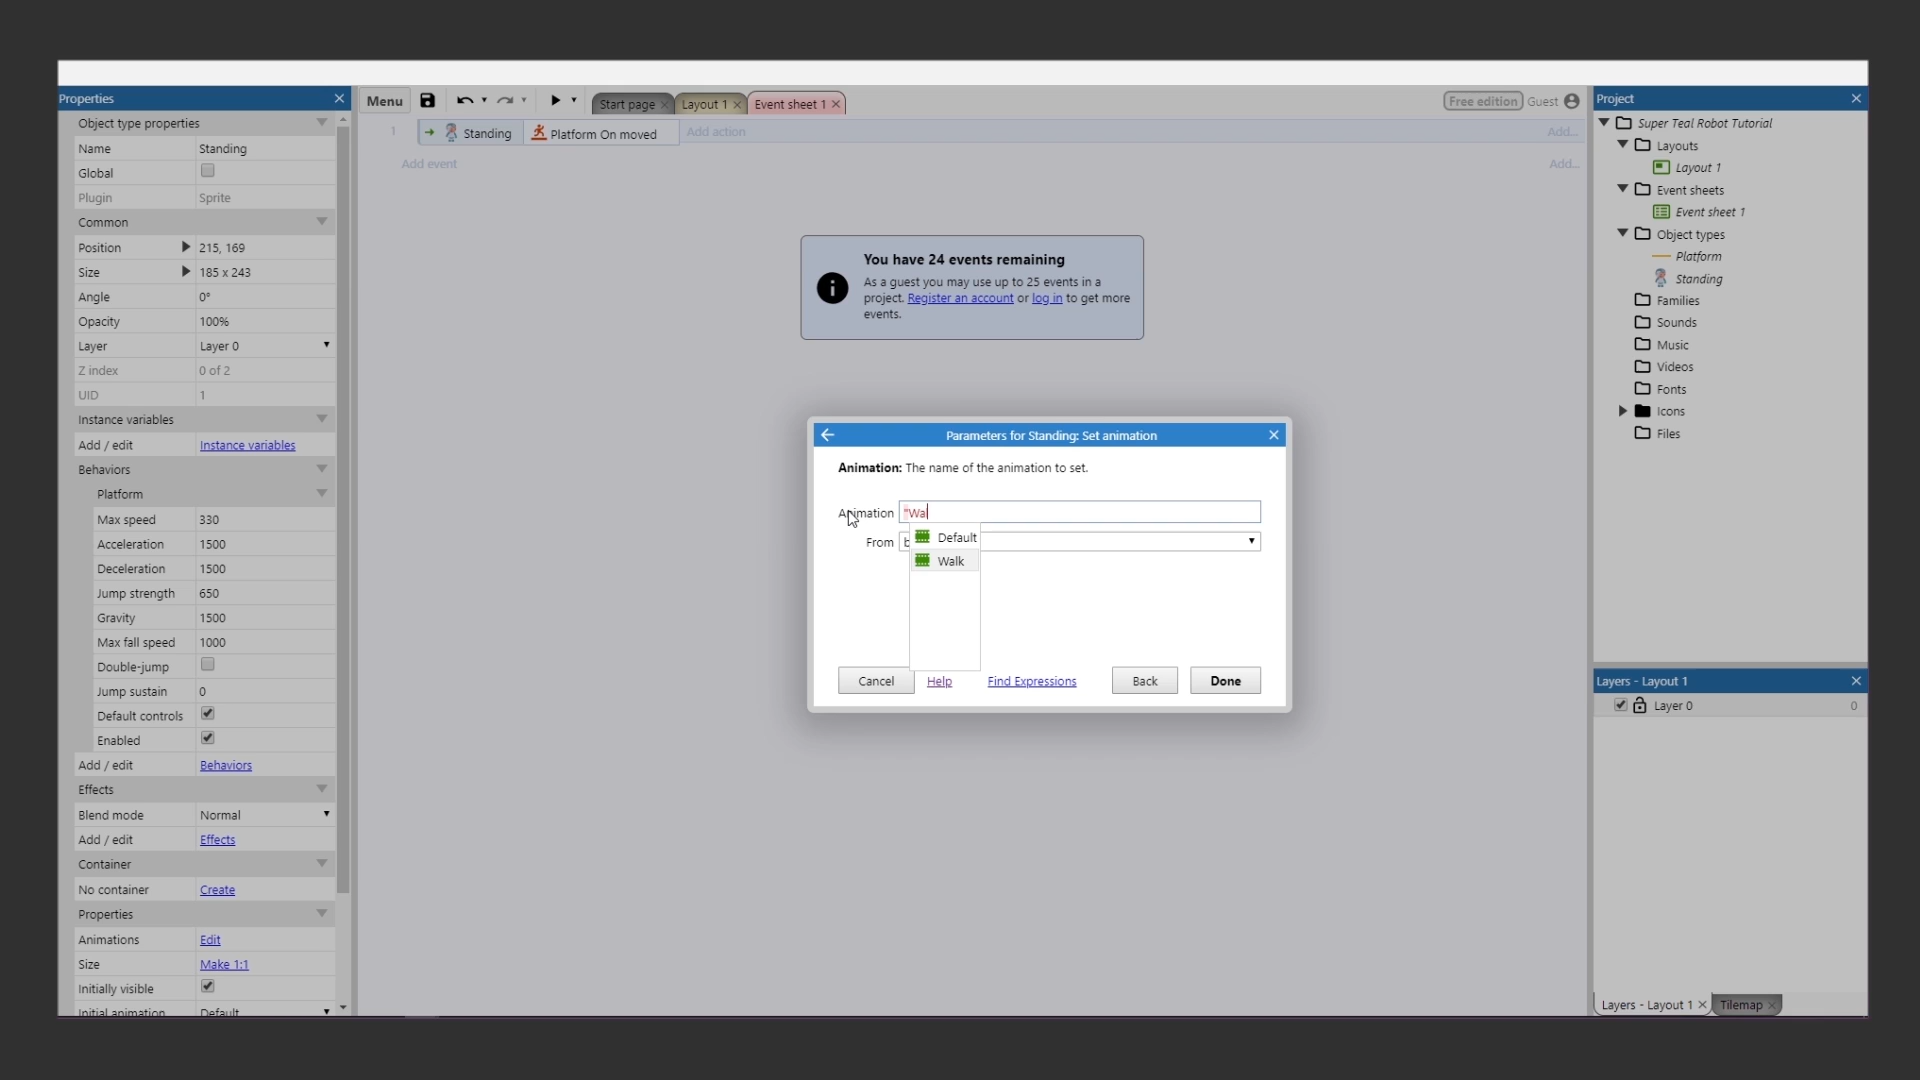 Properties
Object type properties
Name Standing
Global
Plugin Sprite
Common
Position 215, 169
Size 185 x 243
Angle 0°
Opacity 100%
Layer Layer 0
Z index 0 of 2
UID 1
Instance variables
Add / edit Instance variables
Behaviors
Platform
Max speed 330
Acceleration 1500
Deceleration 1500
Jump strength 650
Gravity 1500
Max fall speed 1000
Double-jump
Jump sustain 0
Default controls
Enabled
Add / edit Behaviors
Effects
Blend mode Normal
Add / edit Effects
Container
No container Create
Properties
Animations Edit
Size Make 1:1
Initially visible
Initial animation Default
Menu
Start page
Layout 1
Event sheet 1
Free edition Guest
1 Standing Platform On moved Add action Add...
Add event Add...
You have 24 events remaining
As a guest you may use up to 25 events in a
project. Register an account or log in to get more
events.
Parameters for Standing: Set animation
Animation: The name of the animation to set.
Animation "Wal
From b
Default
Walk
Cancel Help Find Expressions Back Done
Project
Super Teal Robot Tutorial
Layouts
Layout 1
Event sheets
Event sheet 1
Object types
Platform
Standing
Families
Sounds
Music
Videos
Fonts
Icons
Files
Layers - Layout 1
Layer 0 0
Layers - Layout 1 Tilemap